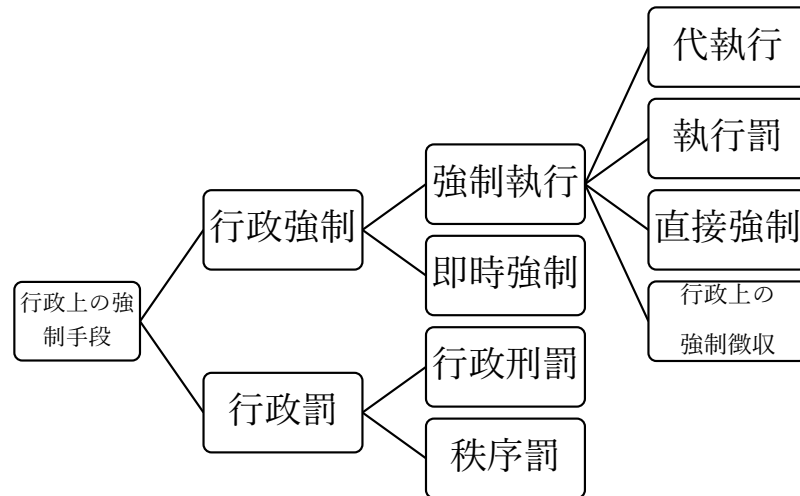 行政上の強
制手段
行政強制
行政罰
強制執行
即時強制
行政刑罰
秩序罰
代執行
執行罰
直接強制
行政上の
強制徴収